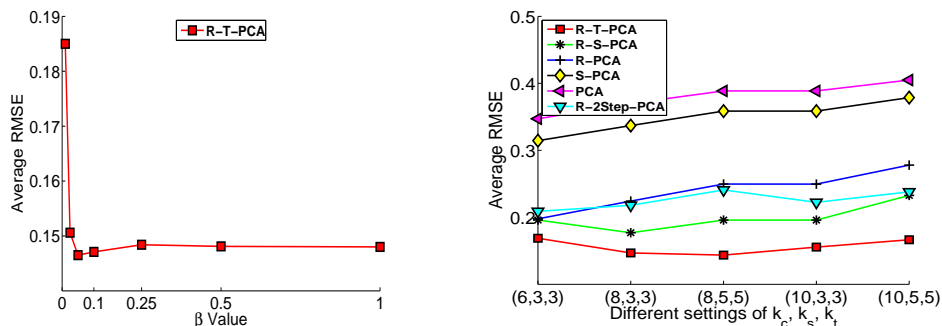 0.19
0.18
0.17
0.16
0.15
Average RMSE
R-T-PCA
0
0.1
0.25
0.5
1
β Value
0.5
0.4
0.3
0.2
Average RMSE
R-T-PCA
R-S-PCA
R-PCA
S-PCA
PCA
R-2Step-PCA
(6,3,3)
(8,3,3)
(8,5,5)
(10,3,3)
(10,5,5)
Different settings of k_c, k_s, k_t